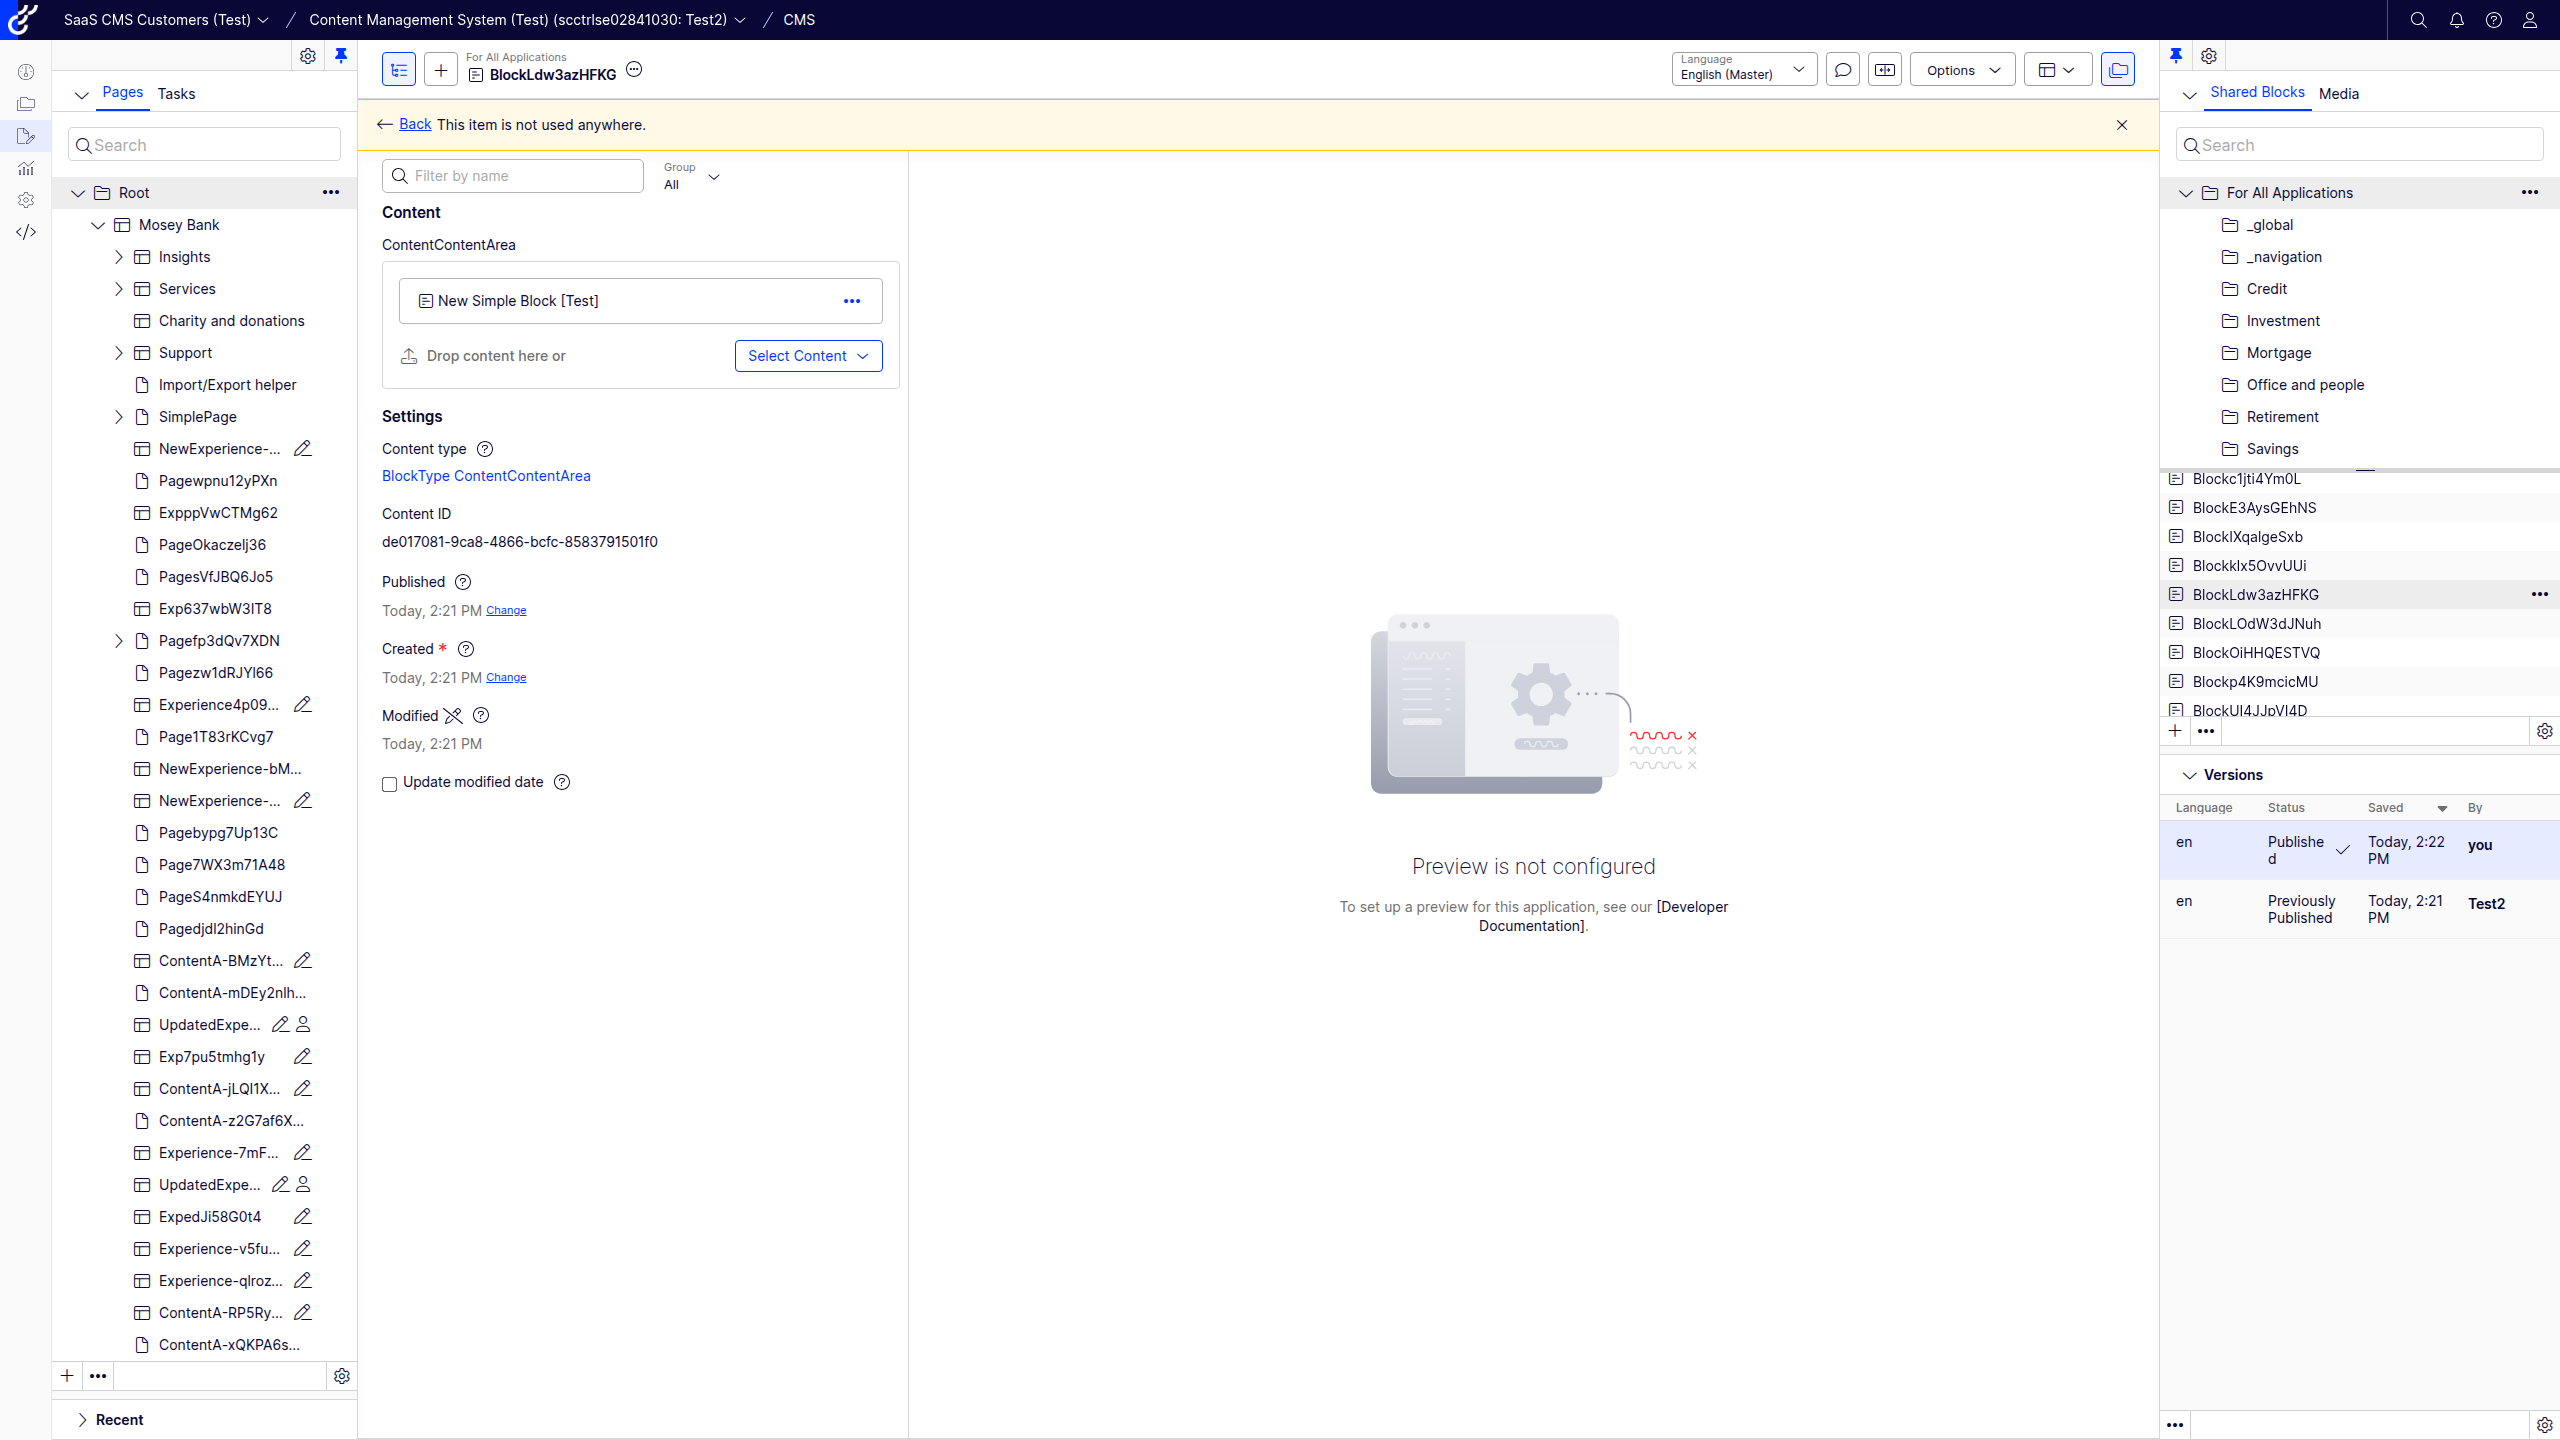 SaaS CMS Customers (Test)
Content Management System (Test) (scctrlse02841030: Test2)
CMS
Pages
Tasks
Search
Root
Mosey Bank
Insights
Services
Charity and donations
Support
Import/Export helper
SimplePage
NewExperience-...
Pagewpnu12yPXn
ExpppVwCTMg62
PageOkaczelj36
PagesVfJBQ6Jo5
Exp637wbW3IT8
Pagefp3dQv7XDN
Pagezw1dRJYl66
Experience4p09...
Page1T83rKCvg7
NewExperience-bM...
NewExperience-...
Pagebypg7Up13C
Page7WX3m71A48
PageS4nmkdEYUJ
Pagedjdl2hinGd
ContentA-BMzYt...
ContentA-mDEy2nlh...
UpdatedExpe...
Exp7pu5tmhg1y
ContentA-jLQI1X...
ContentA-z2G7af6X...
Experience-7mF...
UpdatedExpe...
ExpedJi58G0t4
Experience-v5fu...
Experience-qlroz...
ContentA-RP5Ry...
ContentA-xQKPA6s...
Recent
For All Applications
BlockLdw3azHFKG
Language
English (Master)
Options
Back This item is not used anywhere.
Filter by name
Group
All
Content
ContentContentArea
New Simple Block [Test]
Drop content here or
Select Content
Settings
Content type
BlockType ContentContentArea
Content ID
de017081-9ca8-4866-bcfc-8583791501f0
Published
Today, 2:21 PM Change
Created *
Today, 2:21 PM Change
Modified
Today, 2:21 PM
Update modified date
Preview is not configured
To set up a preview for this application, see our [Developer
Documentation].
Shared Blocks
Media
Search
For All Applications
_global
_navigation
Credit
Investment
Mortgage
Office and people
Retirement
Savings
Blockc1jti4Ym0L
BlockE3AysGEhNS
BlockIXqalgeSxb
Blockklx5OvvUUi
BlockLdw3azHFKG
BlockLOdW3dJNuh
BlockOiHHQESTVQ
Blockp4K9mcicMU
BlockUI4JJpVI4D
Versions
Language Status Saved By
en Publishe Today, 2:22 you
d PM
en Previously Today, 2:21 Test2
Published PM